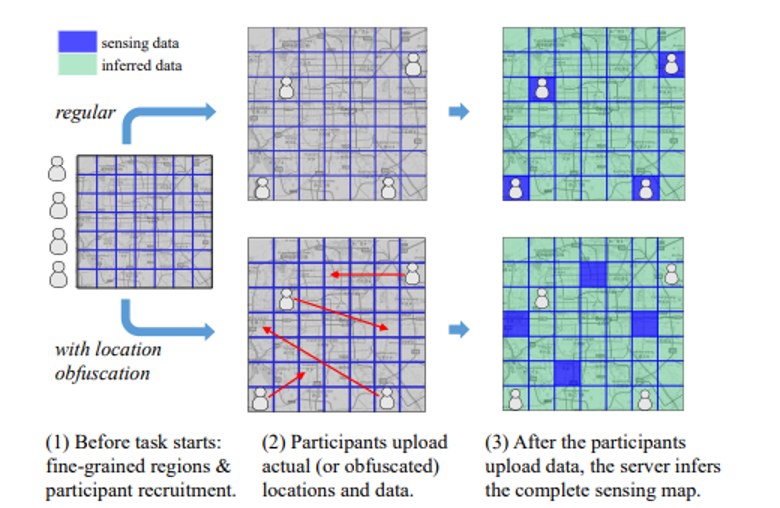 sensing data
inferred data
regular
with location
obfuscation
(1) Before task starts:
fine-grained regions &
participant recruitment.
(2) Participants upload
actual (or obfuscated)
locations and data.
(3) After the participants
upload data, the server infers
the complete sensing map.